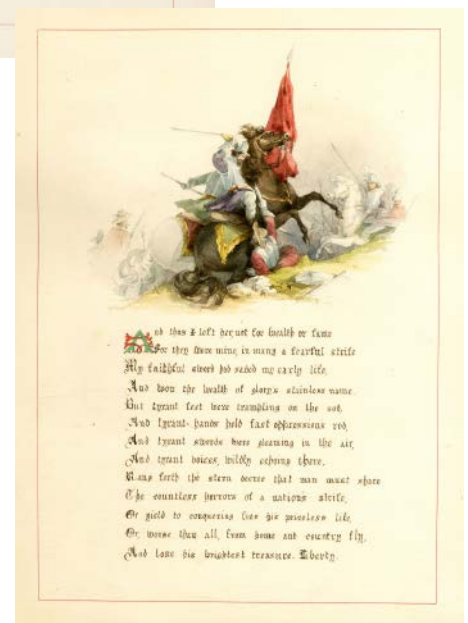 And thus I left her, not for wealth or fame
For they were mine, in many a fearful strife
My faithful sword had saved my early life,
And won the wealth of glory's stainless name.
But tyrant feet were trampling on the sod,
And tyrant hands held fast oppressions rod,
And tyrant swords were gleaming in the air,
And tyrant voices, wildly echoing there,
Rang forth the stern decree that man must share
The countless horrors of a nations strife,
Or yield to conquering foes his priceless life,
Or, worse than all, from home and country fly,
And lose his brightest treasure. Liberty.